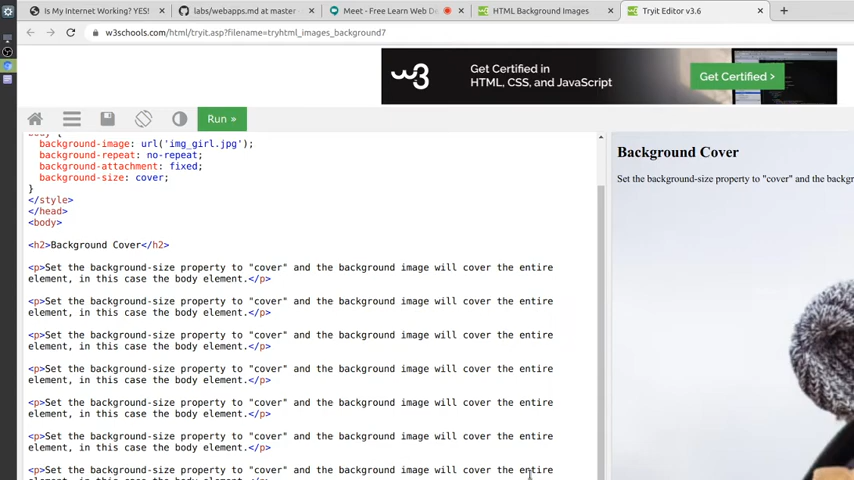 Is My Internet Working? YES!
labs/webapps.md at master
Meet - Free Learn Web De
HTML Background Images
Tryit Editor v3.6
w3schools.com/html/tryit.asp?filename=tryhtml_images_background7
w3
Get Certified in
HTML, CSS, and JavaScript
Get Certified >
Run »
body {
background-image: url('img_girl.jpg');
background-repeat: no-repeat;
background-attachment: fixed;
background-size: cover;
}
</style>
</head>
<body>
<h2>Background Cover</h2>
<p>Set the background-size property to "cover" and the background image will cover the entire
element, in this case the body element.</p>
<p>Set the background-size property to "cover" and the background image will cover the entire
element, in this case the body element.</p>
<p>Set the background-size property to "cover" and the background image will cover the entire
element, in this case the body element.</p>
<p>Set the background-size property to "cover" and the background image will cover the entire
element, in this case the body element.</p>
<p>Set the background-size property to "cover" and the background image will cover the entire
element, in this case the body element.</p>
<p>Set the background-size property to "cover" and the background image will cover the entire
element, in this case the body element.</p>
<p>Set the background-size property to "cover" and the background image will cover the entire
element, in this case the body element.</p>
Background Cover
Set the background-size property to "cover" and the backgr